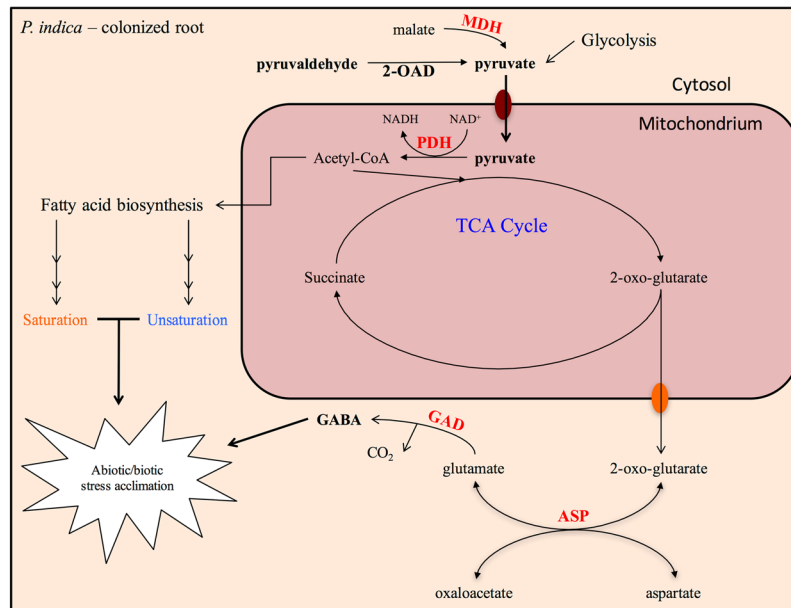 P. indica – colonized root
malate
MDH
Glycolysis
pyruvaldehyde
2-OAD
pyruvate
Cytosol
Mitochondrium
NADH
NAD+
PDH
Acetyl-CoA
pyruvate
Fatty acid biosynthesis
TCA Cycle
Succinate
2-oxo-glutarate
Saturation
Unsaturation
GABA
GAD
CO2
glutamate
2-oxo-glutarate
Abiotic/biotic
stress acclimation
ASP
oxaloacetate
aspartate